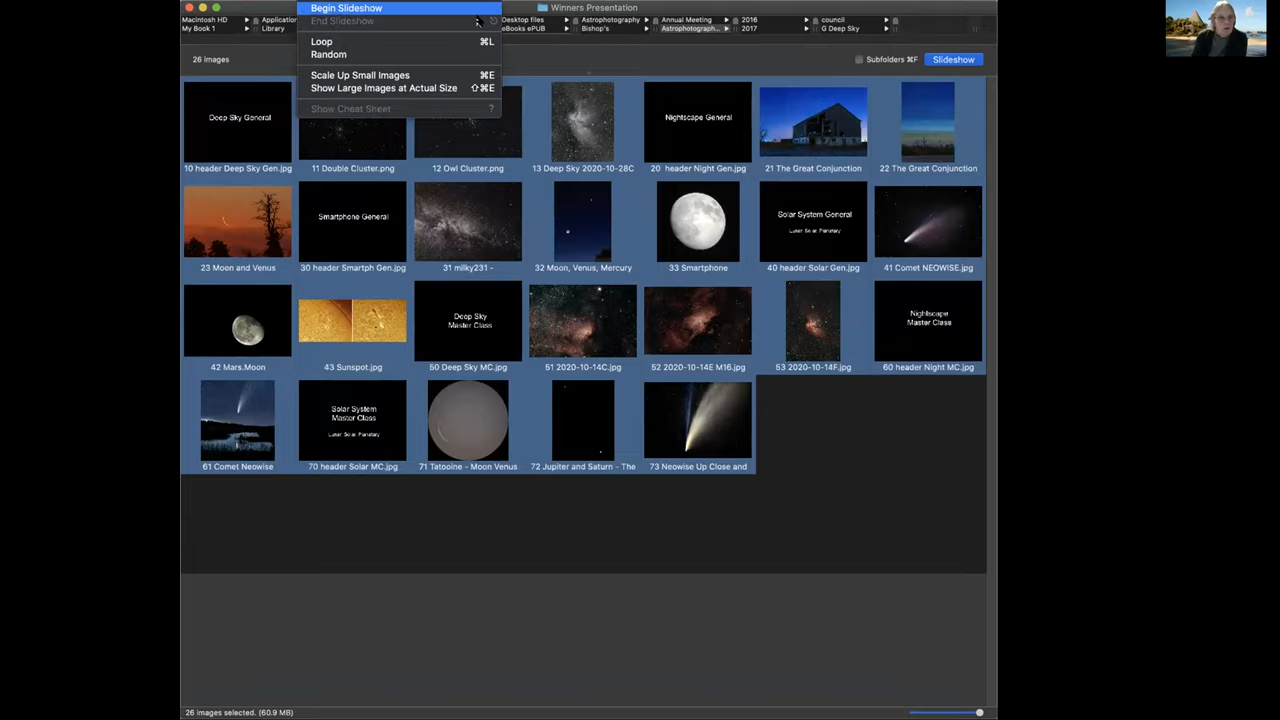 Begin Slideshow
Winners Presentation
End Slideshow
Macintosh HD
Applicat
Desktop files
Astrophotography
Annual Meeting
2016
council
My Book 1
Library
eBooks ePUB
Bishop's
Astrophotograph...
2017
G Deep Sky
Loop ⌘L
Random
26 images
Subfolders ⌘F
Slideshow
Scale Up Small Images ⌘E
Show Large Images at Actual Size ⇧⌘E
Show Cheat Sheet ?
Deep Sky General
Nightscape General
10 header Deep Sky Gen.jpg
11 Double Cluster.png
12 Owl Cluster.png
13 Deep Sky 2020-10-28C
20 header Night Gen.jpg
21 The Great Conjunction
22 The Great Conjunction
Smartphone General
Solar System General
Lunar Solar Planetary
23 Moon and Venus
30 header Smartph Gen.jpg
31 milky231 -
32 Moon, Venus, Mercury
33 Smartphone
40 header Solar Gen.jpg
41 Comet NEOWISE.jpg
Deep Sky
Master Class
Nightscape
Master Class
42 Mars.Moon
43 Sunspot.jpg
50 Deep Sky MC.jpg
51 2020-10-14C.jpg
52 2020-10-14E M16.jpg
53 2020-10-14F.jpg
60 header Night MC.jpg
Solar System
Master Class
Lunar Solar Planetary
61 Comet Neowise
70 header Solar MC.jpg
71 Tatooine - Moon Venus
72 Jupiter and Saturn - The
73 Neowise Up Close and
26 images selected. (60.9 MB)